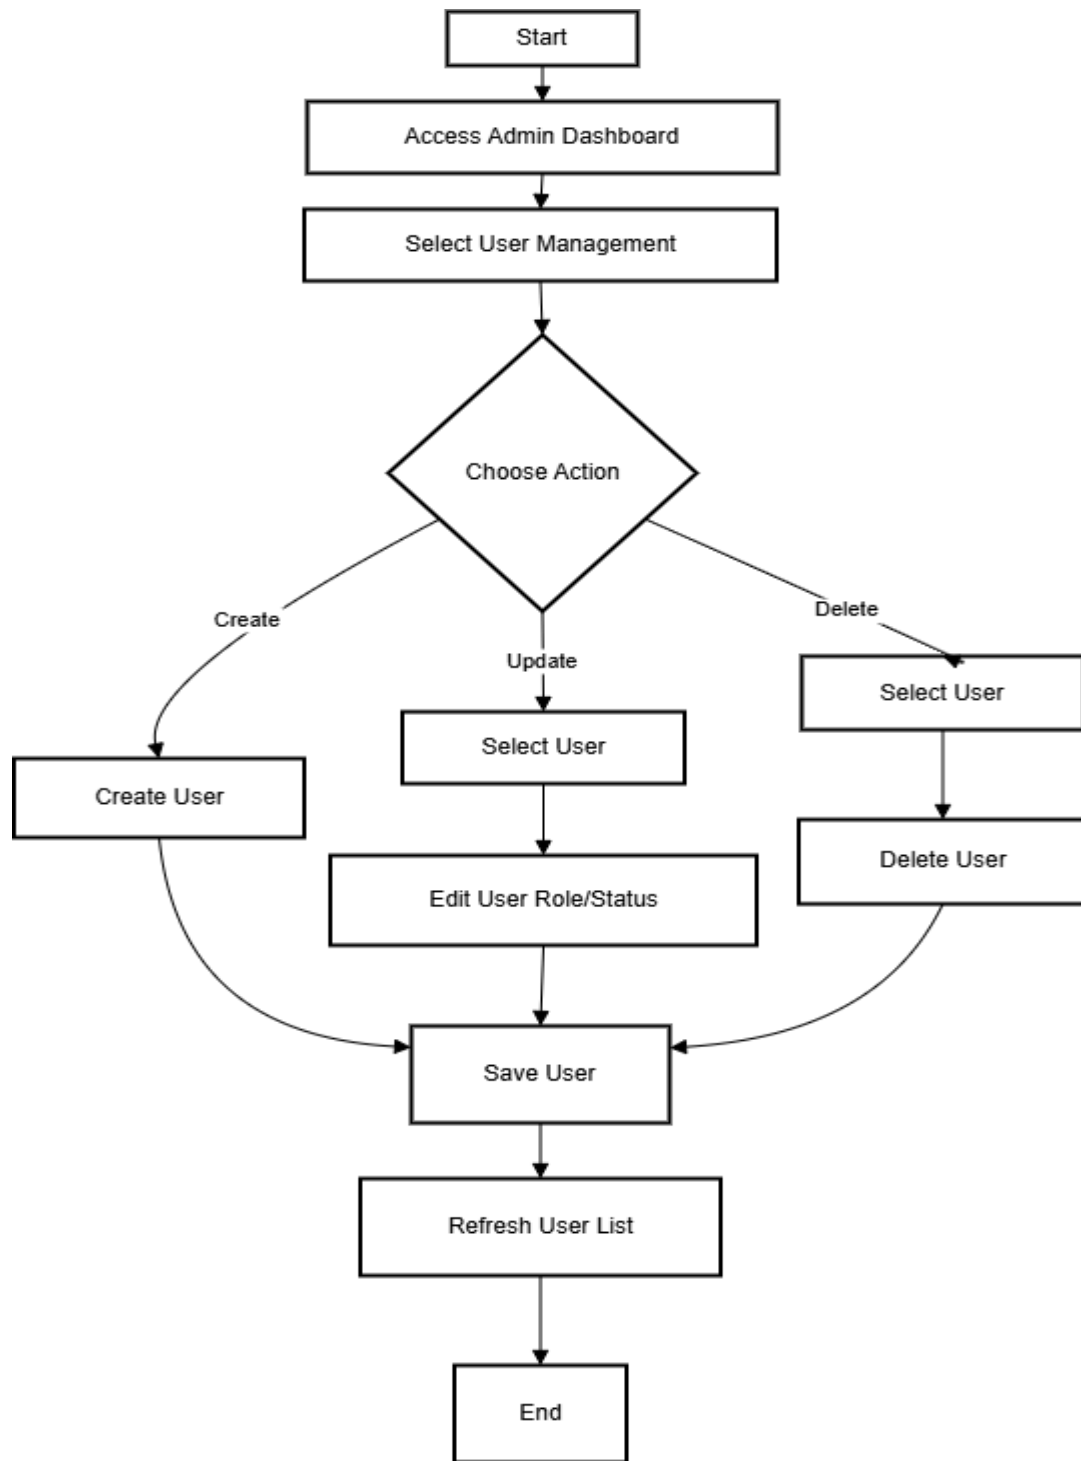 Start
Access Admin Dashboard
Select User Management
Choose Action
Create
Update
Delete
Select User
Select User
Create User
Delete User
Edit User Role/Status
Save User
Refresh User List
End